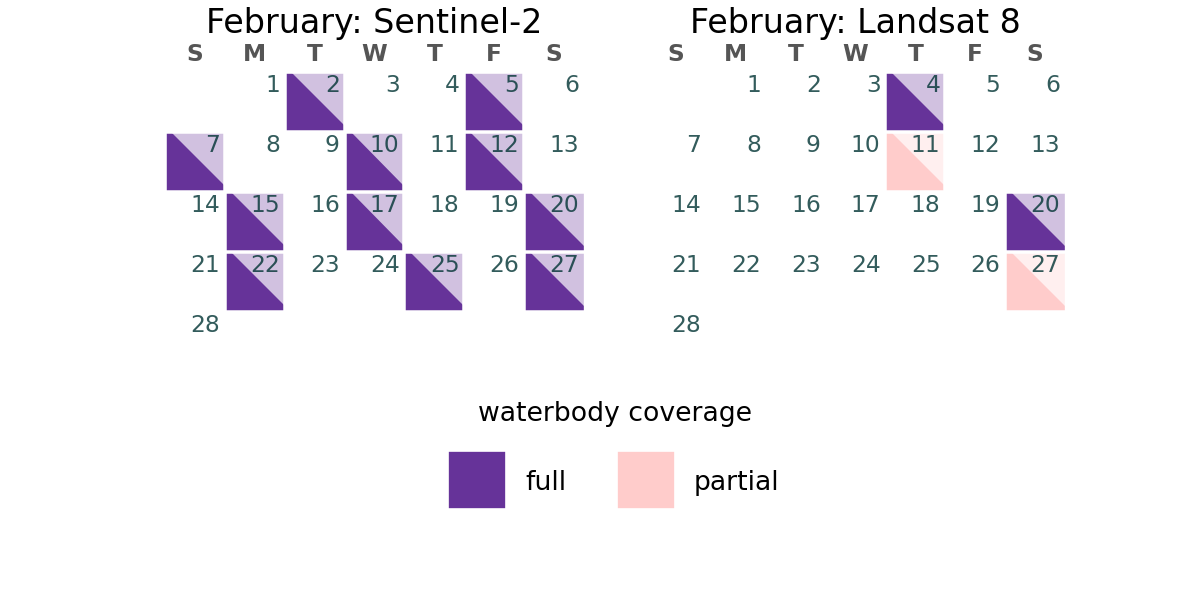 February: Sentinel-2
S M T W T F S
1 2 3 4 5 6
7 8 9 10 11 12 13
14 15 16 17 18 19 20
21 22 23 24 25 26 27
28
February: Landsat 8
S M T W T F S
1 2 3 4 5 6
7 8 9 10 11 12 13
14 15 16 17 18 19 20
21 22 23 24 25 26 27
28
waterbody coverage
full partial